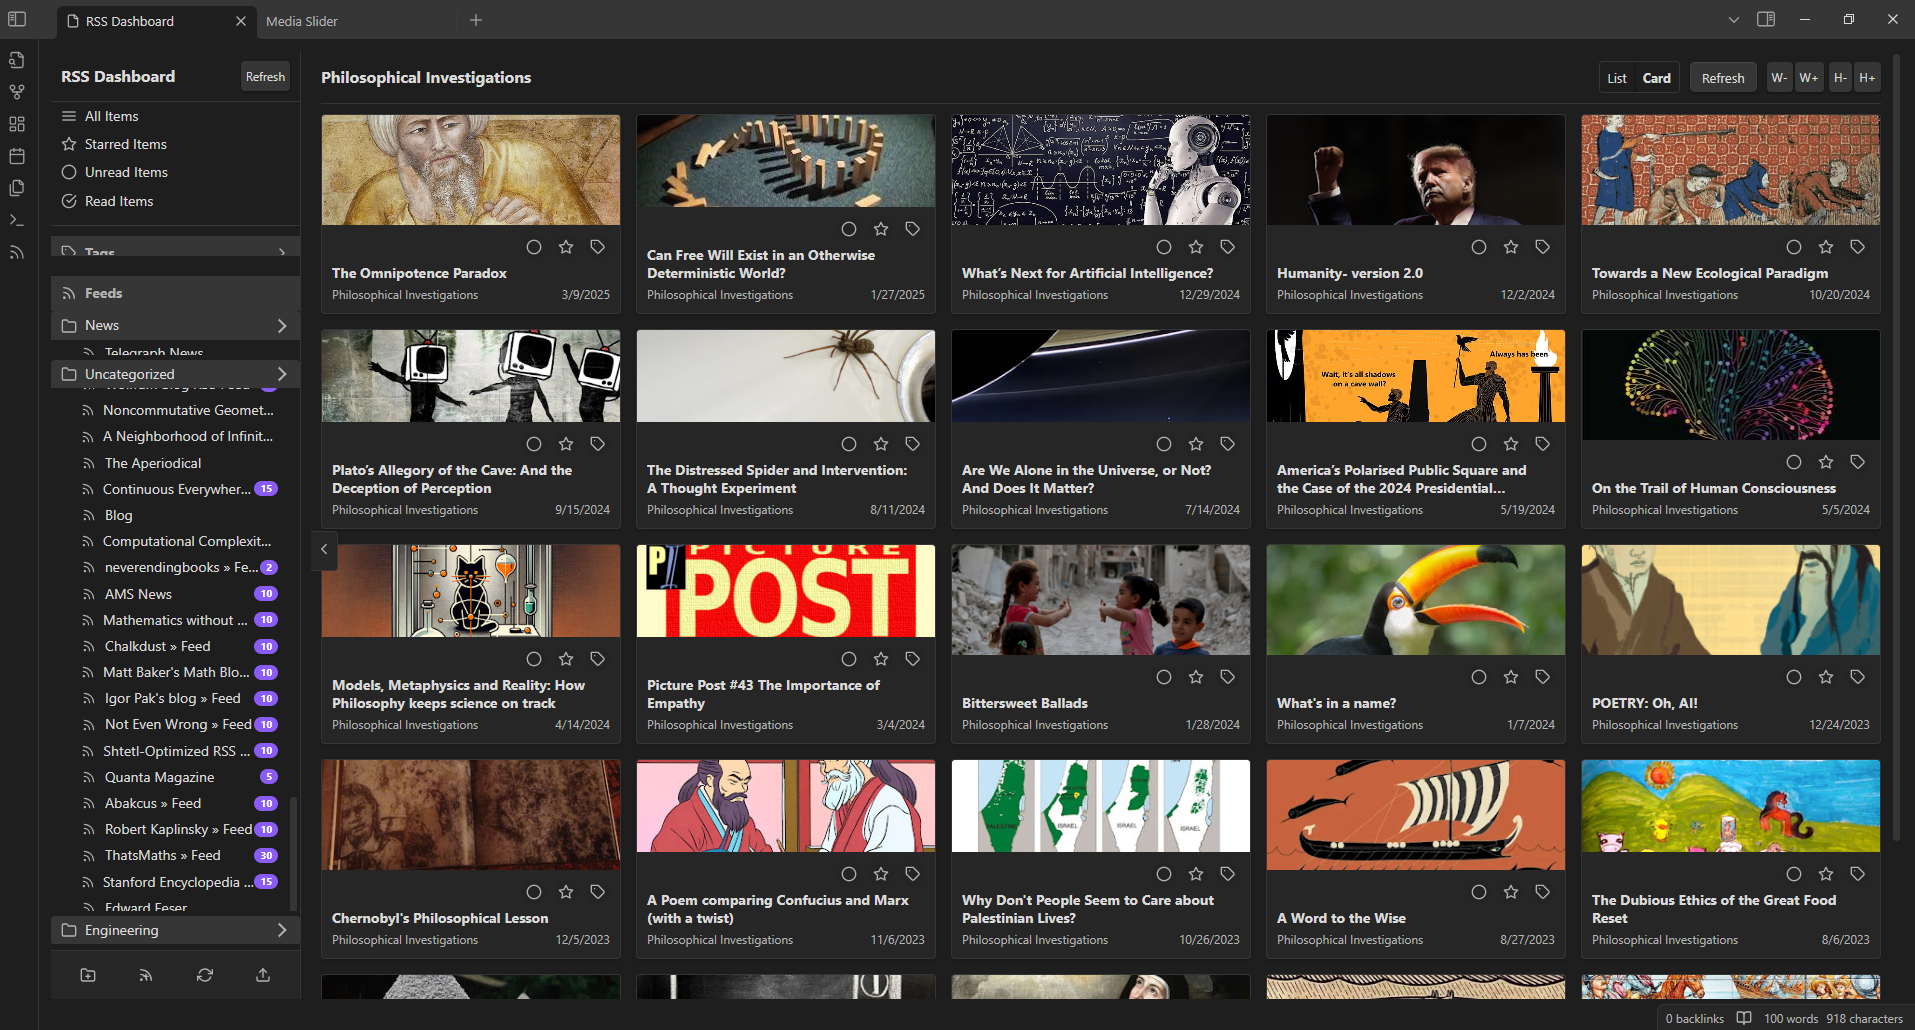 RSS Dashboard
Media Slider
RSS Dashboard
Refresh
All Items
Starred Items
Unread Items
Read Items
Tags
Feeds
News
Telegraph News
Uncategorized
Noncommutative Geomet...
A Neighborhood of Infinit...
The Aperiodical
Continuous Everywher... 15
Blog
Computational Complexit...
neverendingbooks » Fe... 2
AMS News 10
Mathematics without ... 10
Chalkdust » Feed 10
Matt Baker's Math Blo... 10
Igor Pak's blog » Feed 10
Not Even Wrong » Feed 10
Shtetl-Optimized RSS ... 10
Quanta Magazine 5
Abakcus » Feed 10
Robert Kaplinsky » Feed 10
ThatsMaths » Feed 30
Stanford Encyclopedia ... 15
Edward Feser
Engineering
Philosophical Investigations
List Card Refresh W- W+ H- H+
The Omnipotence Paradox
Philosophical Investigations 3/9/2025
Can Free Will Exist in an Otherwise
Deterministic World?
Philosophical Investigations 1/27/2025
What's Next for Artificial Intelligence?
Philosophical Investigations 12/29/2024
Humanity- version 2.0
Philosophical Investigations 12/2/2024
Towards a New Ecological Paradigm
Philosophical Investigations 10/20/2024
Plato's Allegory of the Cave: And the
Deception of Perception
Philosophical Investigations 9/15/2024
The Distressed Spider and Intervention:
A Thought Experiment
Philosophical Investigations 8/11/2024
Are We Alone in the Universe, or Not?
And Does It Matter?
Philosophical Investigations 7/14/2024
Always has been
Wait, it's all shadows
on a cave wall?
America's Polarised Public Square and
the Case of the 2024 Presidential...
Philosophical Investigations 5/19/2024
On the Trail of Human Consciousness
Philosophical Investigations 5/5/2024
Models, Metaphysics and Reality: How
Philosophy keeps science on track
Philosophical Investigations 4/14/2024
PICTURE
POST
Picture Post #43 The Importance of
Empathy
Philosophical Investigations 3/4/2024
Bittersweet Ballads
Philosophical Investigations 1/28/2024
What's in a name?
Philosophical Investigations 1/7/2024
POETRY: Oh, AI!
Philosophical Investigations 12/24/2023
Chernobyl's Philosophical Lesson
Philosophical Investigations 12/5/2023
A Poem comparing Confucius and Marx
(with a twist)
Philosophical Investigations 11/6/2023
PALESTINE ISRAEL ISRAEL ISRAEL
Why Don't People Seem to Care about
Palestinian Lives?
Philosophical Investigations 10/26/2023
A Word to the Wise
Philosophical Investigations 8/27/2023
The Dubious Ethics of the Great Food
Reset
Philosophical Investigations 8/6/2023
0 backlinks 100 words 918 characters